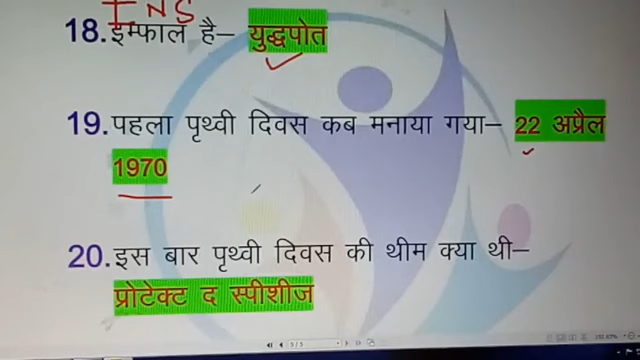 INS
18. इम्फाल है– युद्धपोत
19. पहला पृथ्वी दिवस कब मनाया गया– 22 अप्रैल
1970
20. इस बार पृथ्वी दिवस की थीम क्या थी–
प्रोटेक्ट द स्पीशीज